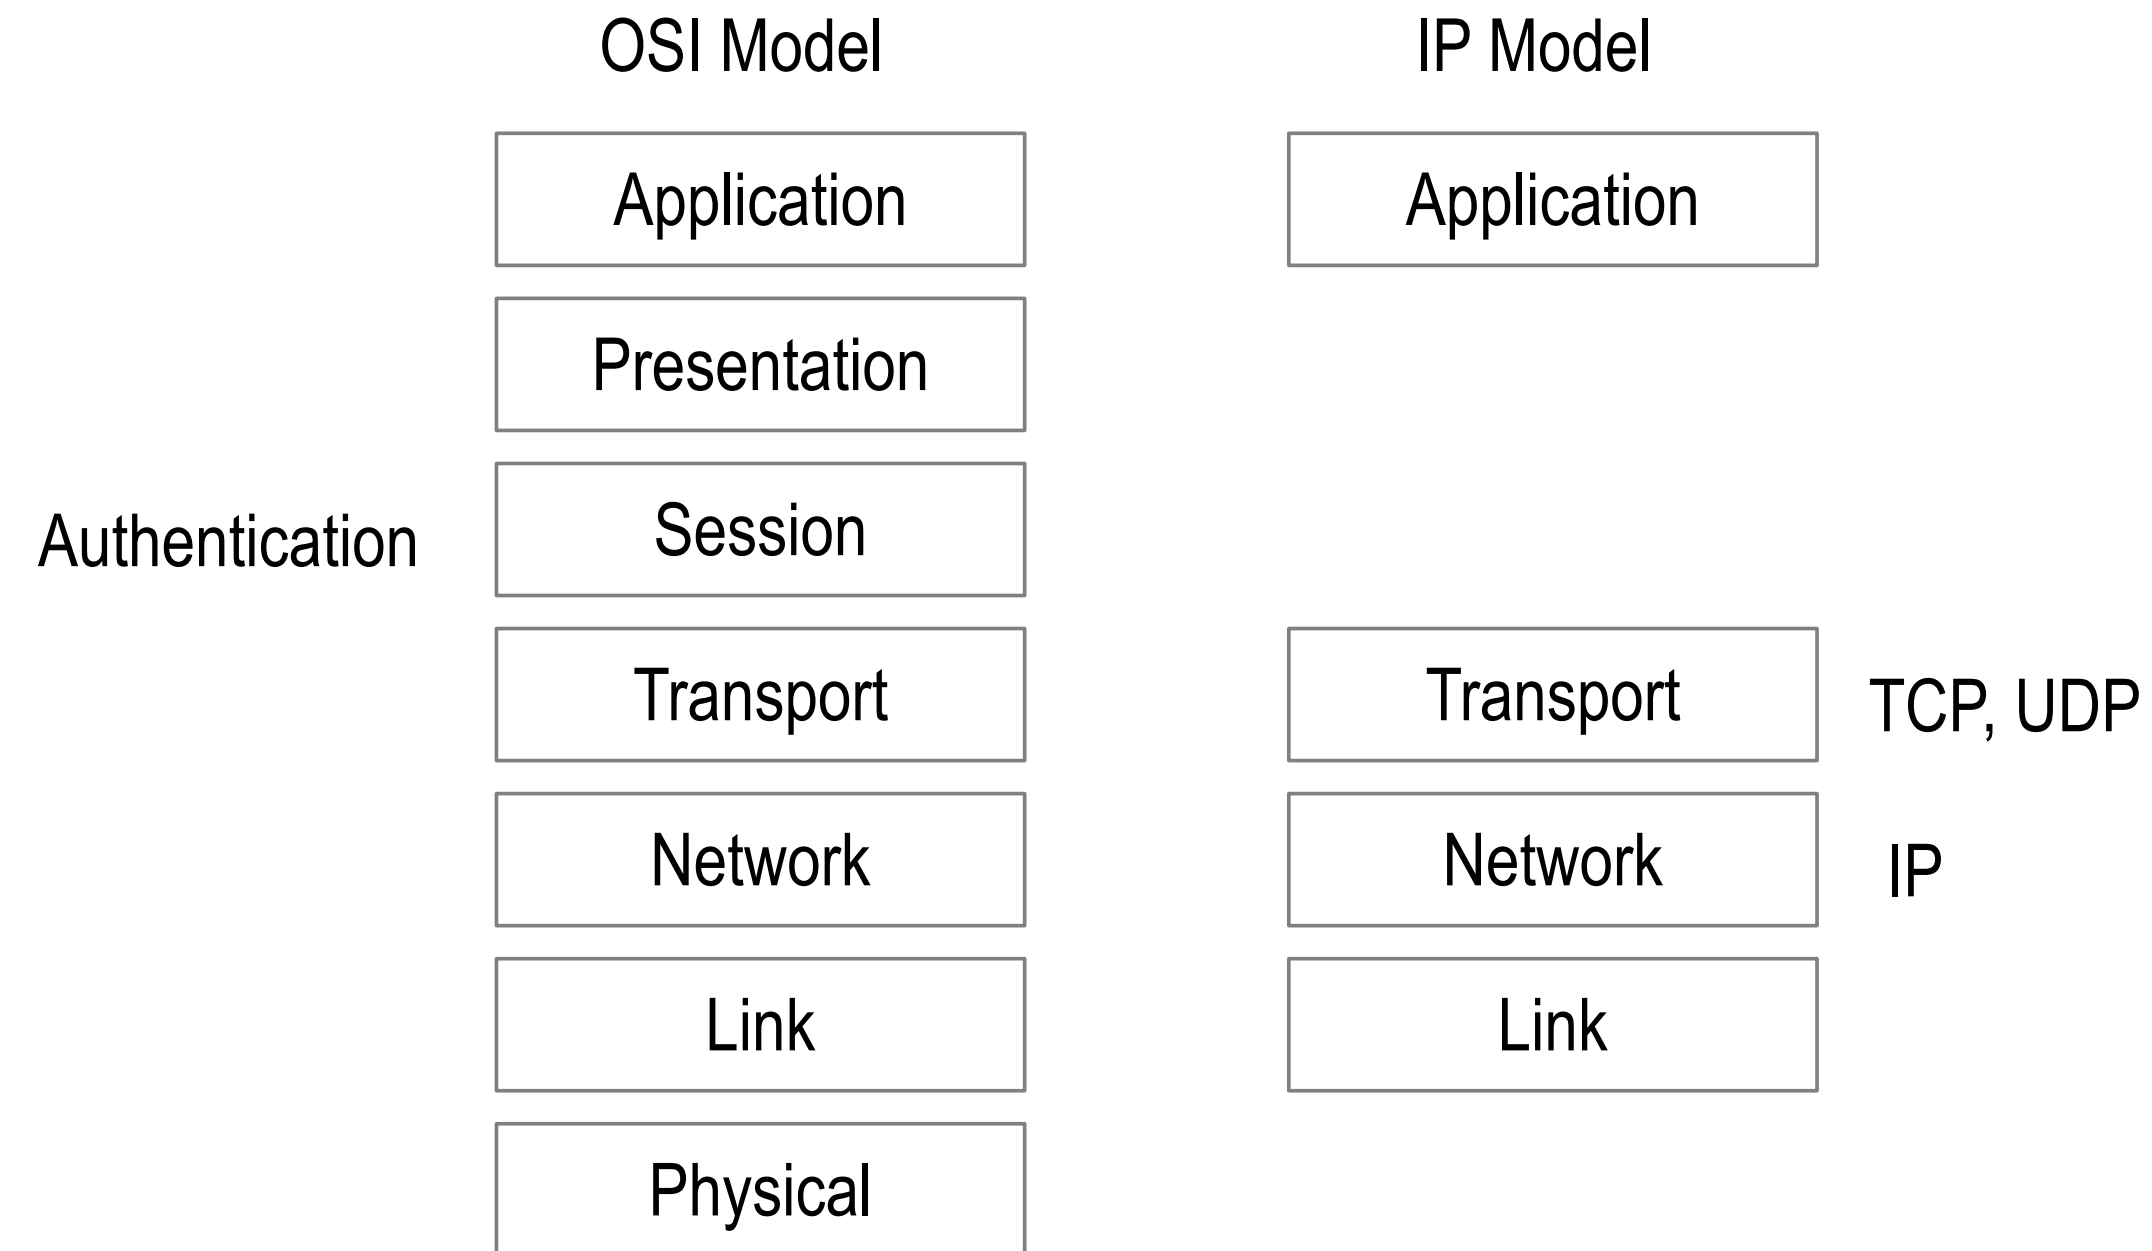 OSI Model
IP Model
Application
Application
Presentation
Authentication
Session
Transport
Transport
TCP, UDP
Network
Network
IP
Link
Link
Physical